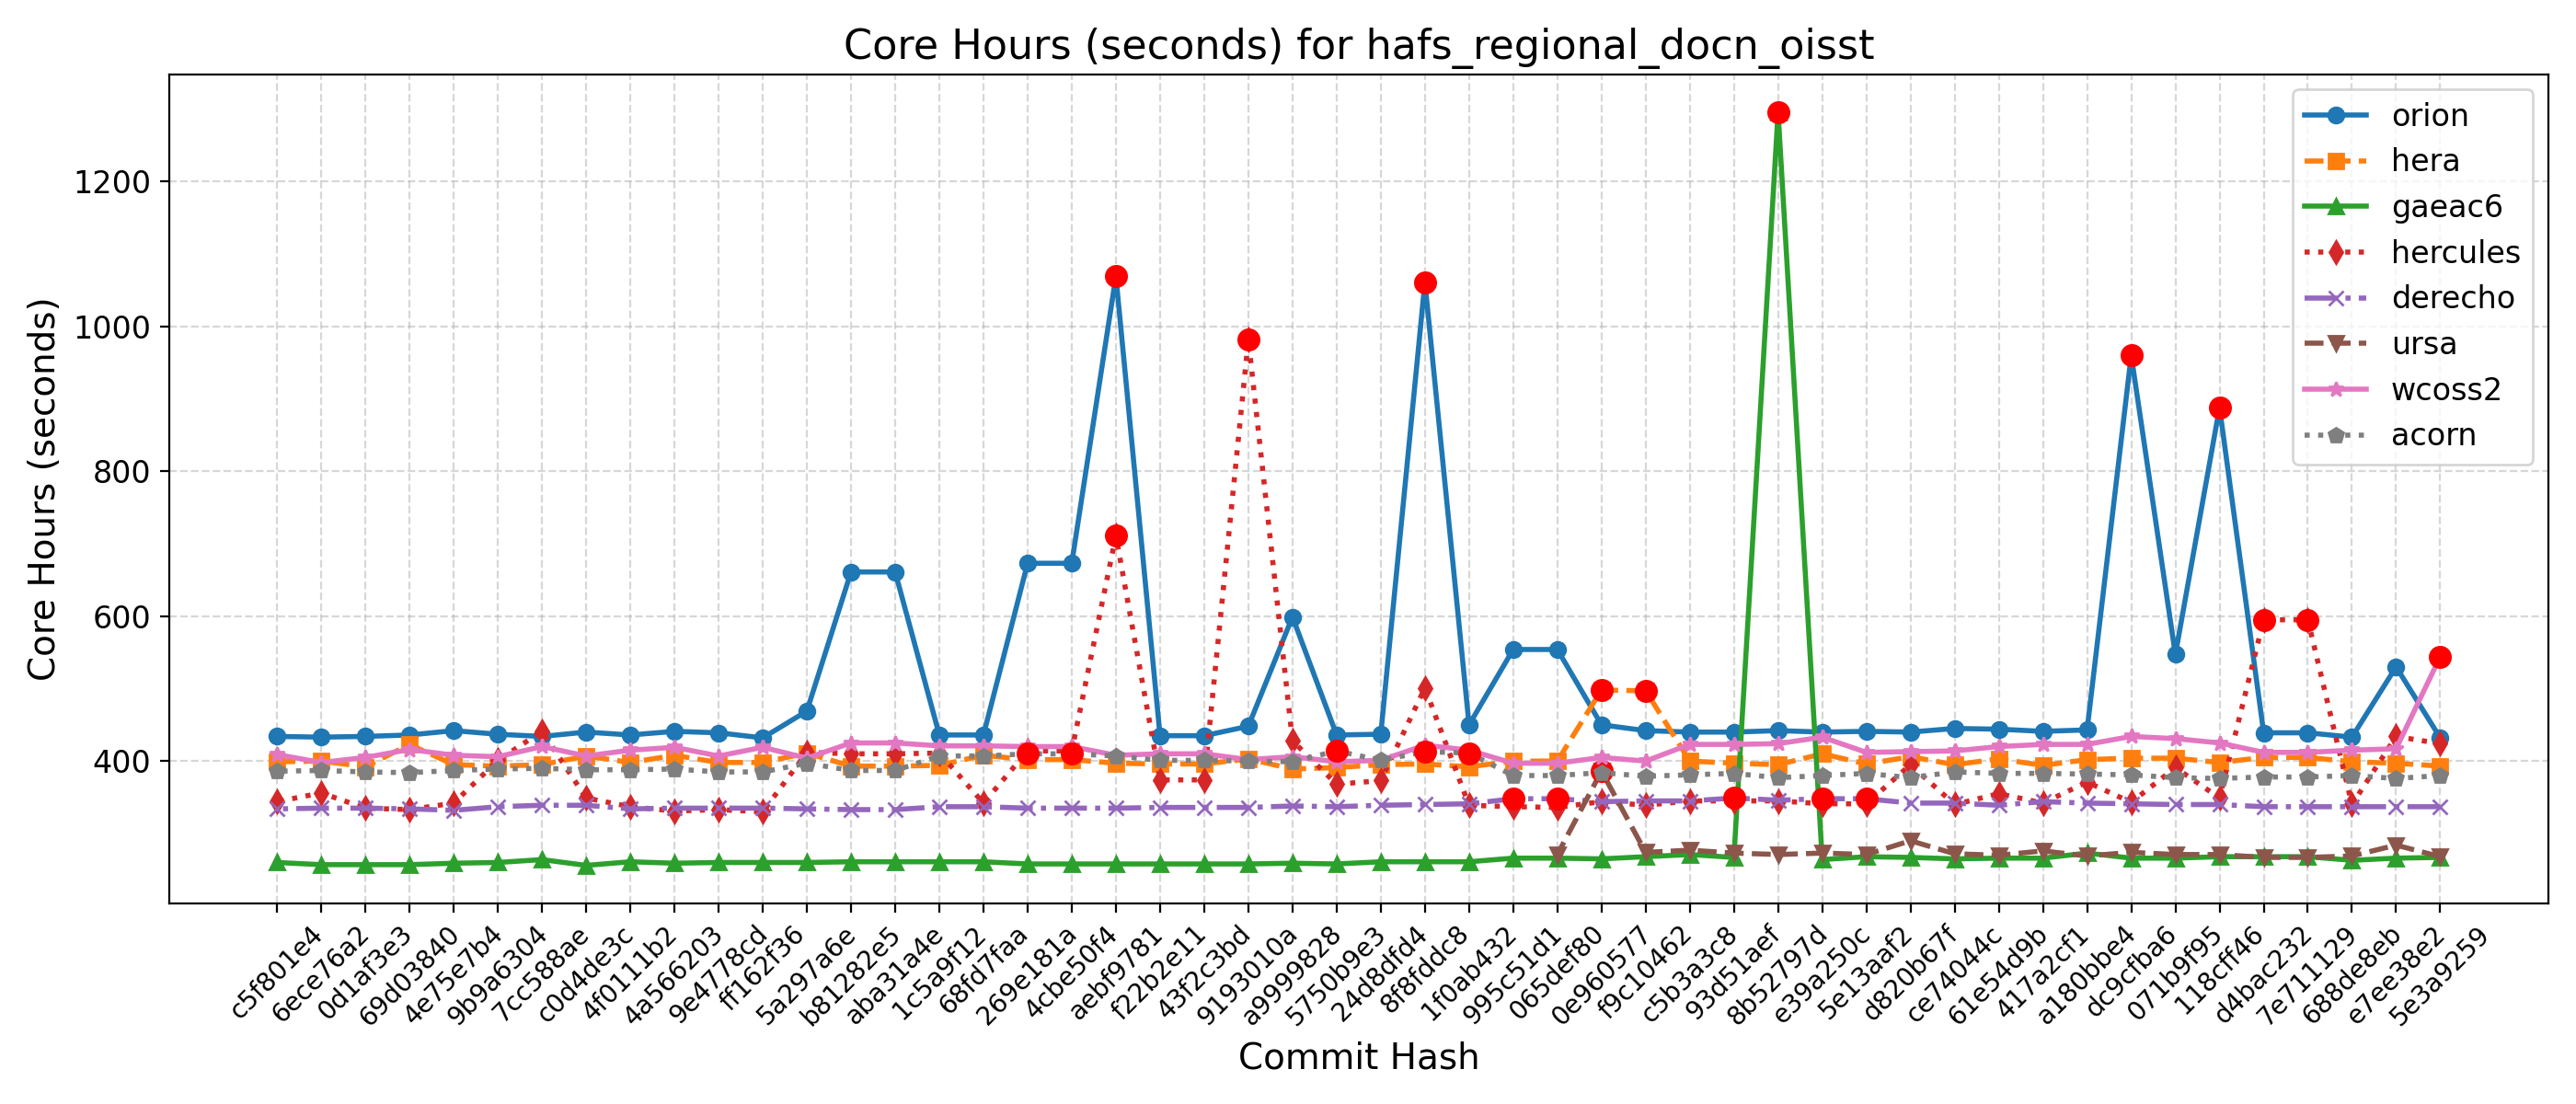 Core Hours (seconds) for hafs_regional_docn_oisst
Core Hours (seconds)
1200
1000
800
600
400
orion
hera
gaeac6
hercules
derecho
ursa
wcoss2
acorn
c5f801e4
6ece76a2
0d1af3e3
69d03840
4e75e7b4
9b9a6304
7cc588ae
c0d4de3c
4f0111b2
4a566203
9e4778cd
ff162f36
5a297a6e
b81282e5
aba31a4e
1c5a9f12
68fd7faa
269e181a
4cbe50f4
aebf9781
f22b2e11
43f2c3bd
9193010a
a9999828
5750b9e3
24d8dfd4
8f8fddc8
1f0ab432
995c51d1
065def80
0e960577
f9c10462
c5b3a3c8
93d51aef
8b52797d
e39a250c
5e13aaf2
d820b67f
ce74044c
61e54d9b
417a2cf1
a180bbe4
dc9cfba6
071b9f95
118cff46
d4bac232
7e711129
688de8eb
e7ee38e2
5e3a9259
Commit Hash